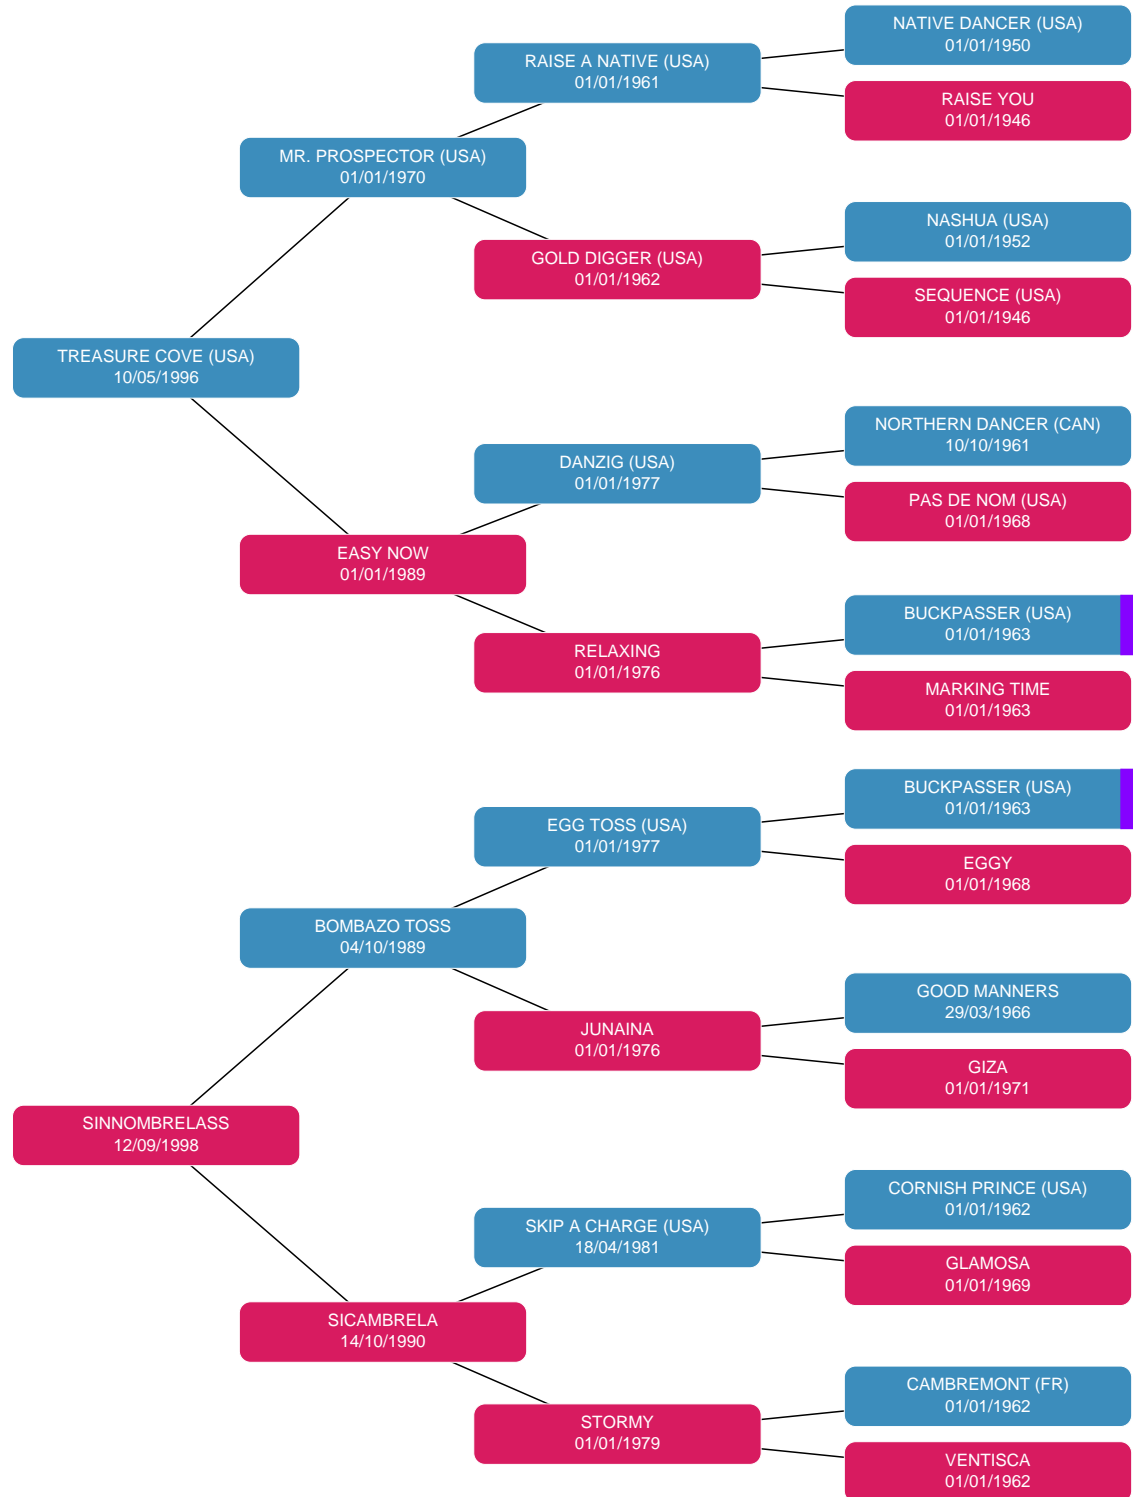 NATIVE DANCER (USA)
01/01/1950
RAISE A NATIVE (USA)
01/01/1961
RAISE YOU
01/01/1946
MR. PROSPECTOR (USA)
01/01/1970
NASHUA (USA)
01/01/1952
GOLD DIGGER (USA)
01/01/1962
SEQUENCE (USA)
01/01/1946
TREASURE COVE (USA)
10/05/1996
NORTHERN DANCER (CAN)
10/10/1961
DANZIG (USA)
01/01/1977
PAS DE NOM (USA)
01/01/1968
EASY NOW
01/01/1989
BUCKPASSER (USA)
01/01/1963
RELAXING
01/01/1976
MARKING TIME
01/01/1963
BUCKPASSER (USA)
01/01/1963
EGG TOSS (USA)
01/01/1977
EGGY
01/01/1968
BOMBAZO TOSS
04/10/1989
GOOD MANNERS
29/03/1966
JUNAINA
01/01/1976
GIZA
01/01/1971
SINNOMBRELASS
12/09/1998
CORNISH PRINCE (USA)
01/01/1962
SKIP A CHARGE (USA)
18/04/1981
GLAMOSA
01/01/1969
SICAMBRELA
14/10/1990
CAMBREMONT (FR)
01/01/1962
STORMY
01/01/1979
VENTISCA
01/01/1962